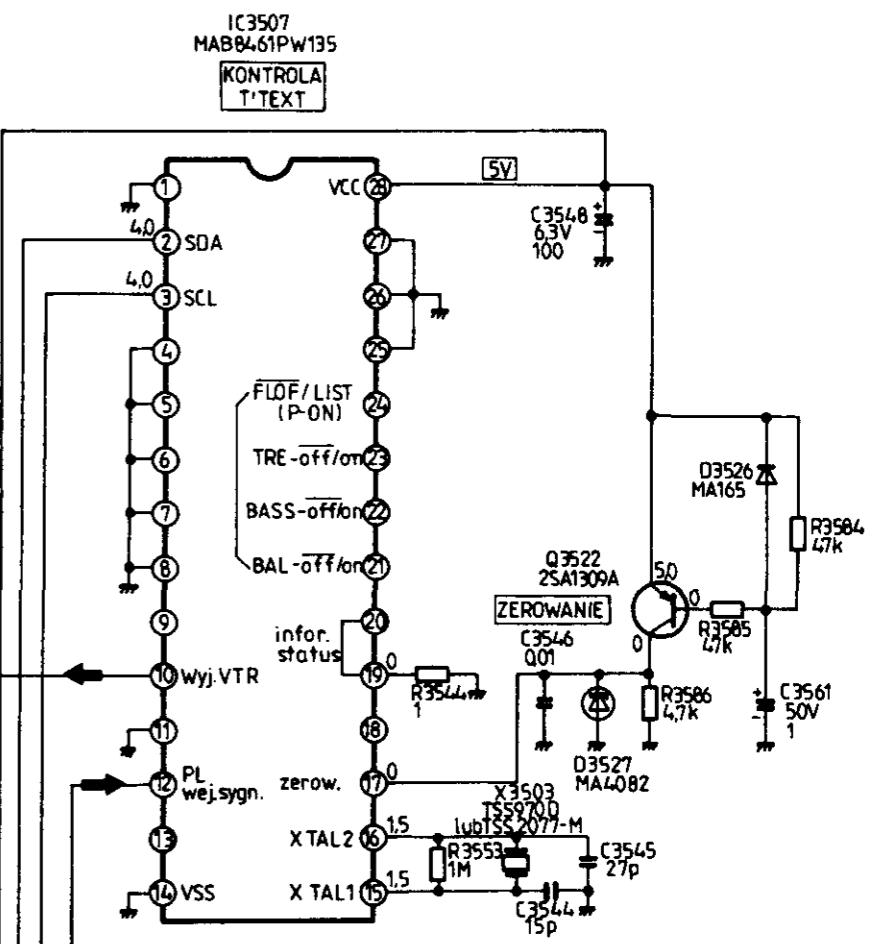 IC3507
MAB8461PW135
KONTROLA
T'TEXT
5V
1
VCC 28
C3548
6,3V
100
+
-
4,0
2 SDA
27
4,0
3 SCL
26
4
25
5
FLOF/LIST
(P-ON)
24
6
TRE-off/on 23
D3526
MA165
7
BASS-off/on 22
R3584
47k
8
BAL-off/on 21
Q3522
2SA1309A
5,0
0
0
ZEROWANIE
R3585
47k
9
20
infor.
status
C3546
0,01
10 Wyj.VTR
19 0
R3544
1
R3586
4,7k
C3561
50V
1
+
-
11
18
D3527
MA4082
12 PL
wej.sygn.
zerow. 17 0
X3503
TSS970D
lub TSS2077-M
13
X TAL2 16 1,5
R3553
1M
C3545
27p
14 VSS
X TAL1 15 1,5
C3544
15p